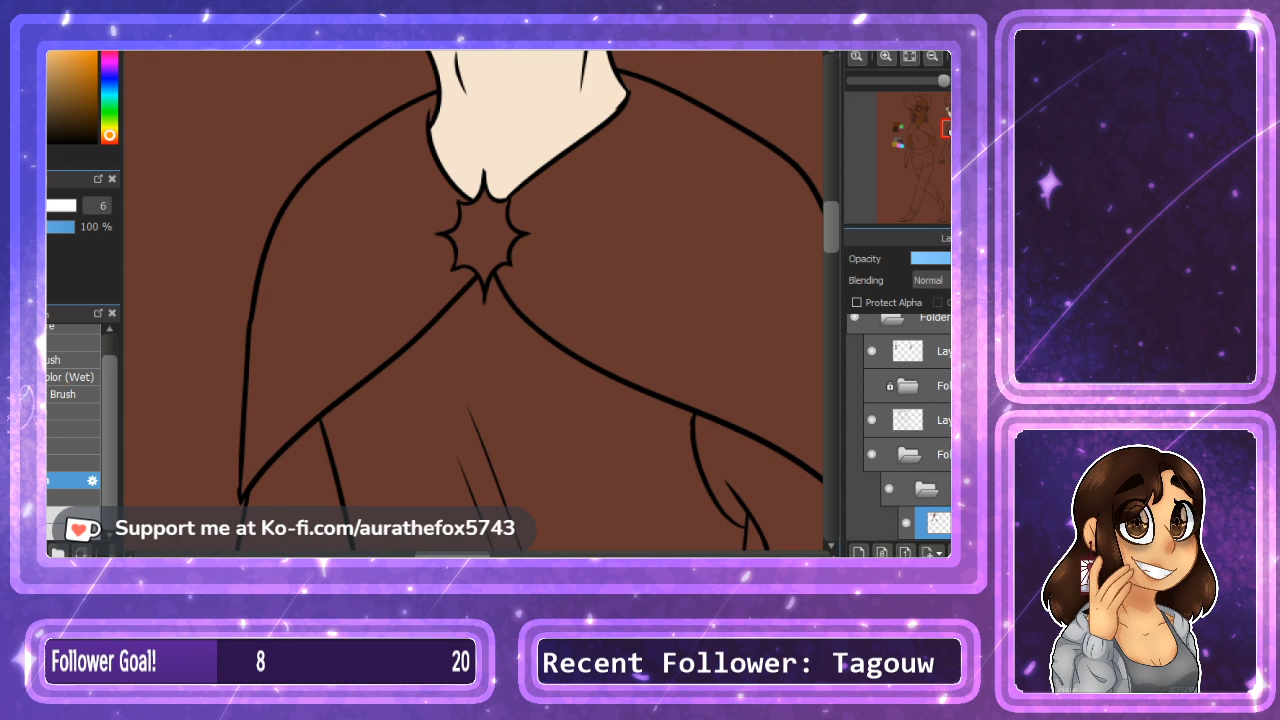 6
100 %
ush
olor (Wet)
Brush
La
Opacity
Blending Normal
Protect Alpha
Folder
Lay
Fol
Lay
Fol
Support me at Ko-fi.com/aurathefox5743
Follower Goal! 8 20
Recent Follower: Tagouw